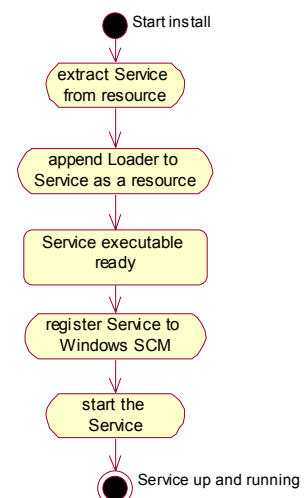 Start install
extract Service
from resource
append Loader to
Service as a resource
Service executable
ready
register Service to
Windows SCM
start the
Service
Service up and running